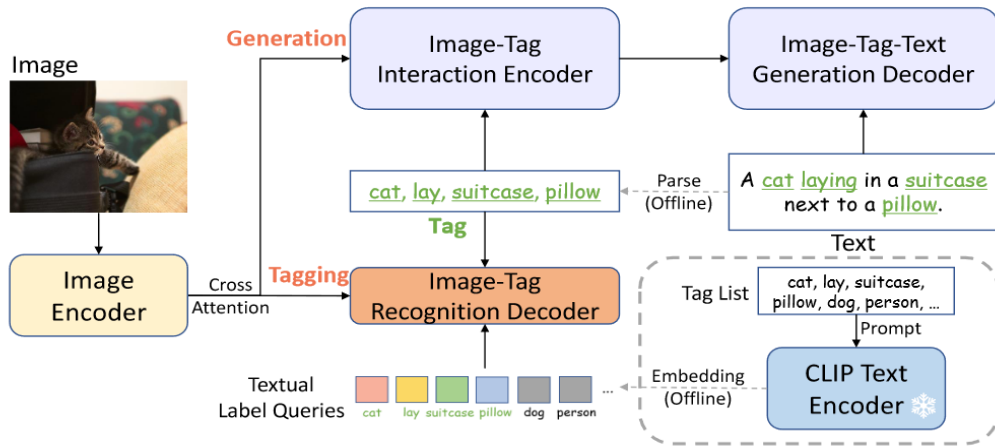 Image
Generation
Image-Tag
Interaction Encoder
Image-Tag-Text
Generation Decoder
cat, lay, suitcase, pillow
Tag
Parse
(Offline)
A cat laying in a suitcase
next to a pillow.
Text
Image
Encoder
Cross
Attention
Tagging
Image-Tag
Recognition Decoder
Tag List
cat, lay, suitcase,
pillow, dog, person, ...
Prompt
CLIP Text
Encoder
Embedding
(Offline)
Textual
Label Queries
...
cat lay suitcase pillow dog person